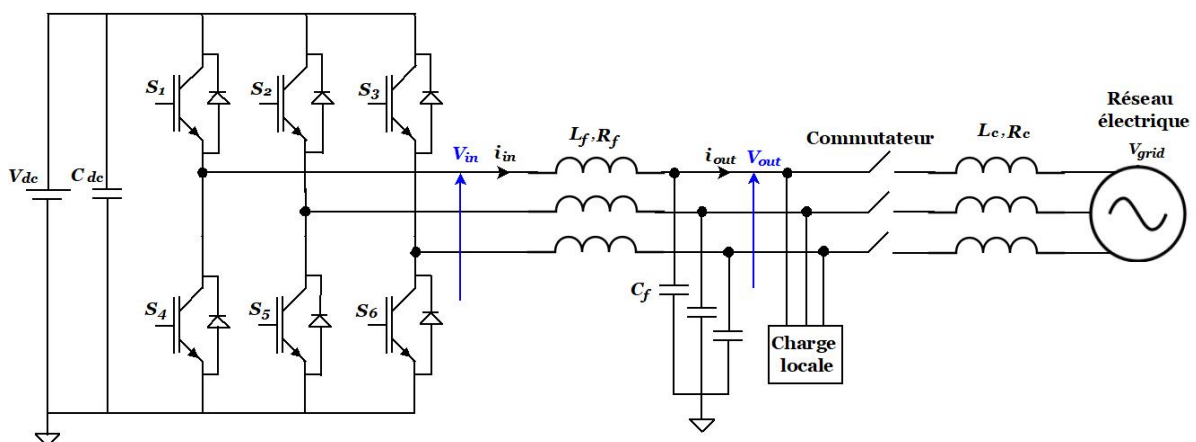 S1
S2
S3
Vdc
Cdc
Vin
iin
Lf,Rf
iout
Vout
Commutateur
Lc,Rc
Réseau
électrique
Vgrid
S4
S5
S6
Cf
Charge
locale